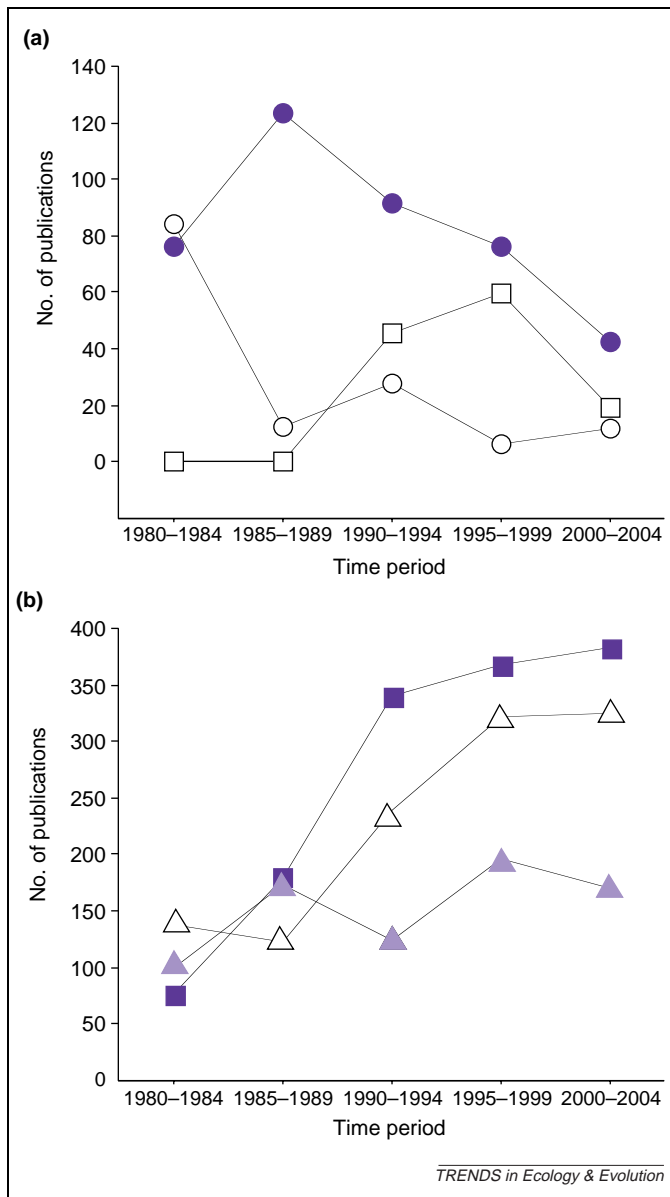 (a)
140
120
100
80
60
40
20
0
No. of publications
1980–1984 1985–1989 1990–1994 1995–1999 2000–2004
Time period
(b)
400
350
300
250
200
150
100
50
0
No. of publications
1980–1984 1985–1989 1990–1994 1995–1999 2000–2004
Time period
TRENDS in Ecology & Evolution